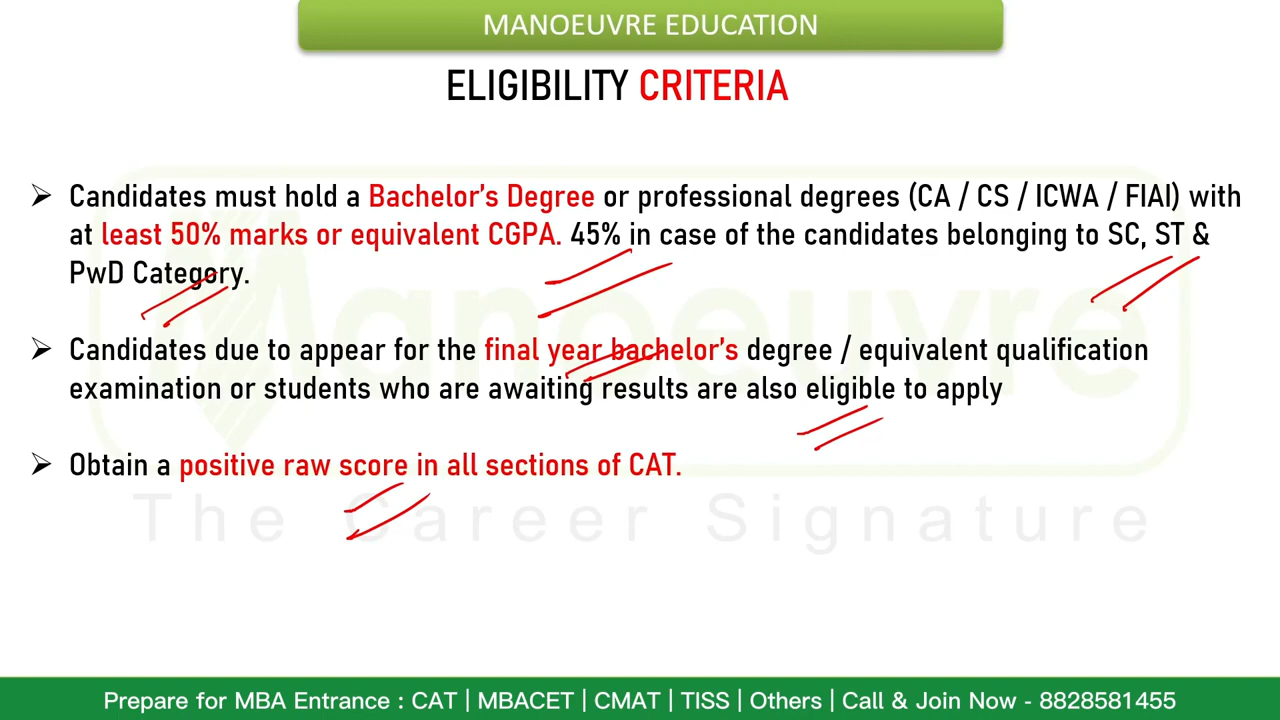 MANOEUVRE EDUCATION
ELIGIBILITY CRITERIA
➢ Candidates must hold a Bachelor's Degree or professional degrees (CA / CS / ICWA / FIAI) with
at least 50% marks or equivalent CGPA. 45% in case of the candidates belonging to SC, ST &
PwD Category.
➢ Candidates due to appear for the final year bachelor's degree / equivalent qualification
examination or students who are awaiting results are also eligible to apply
➢ Obtain a positive raw score in all sections of CAT.
Manoeuvre
The Career Signature
Prepare for MBA Entrance : CAT | MBACET | CMAT | TISS | Others | Call & Join Now - 8828581455